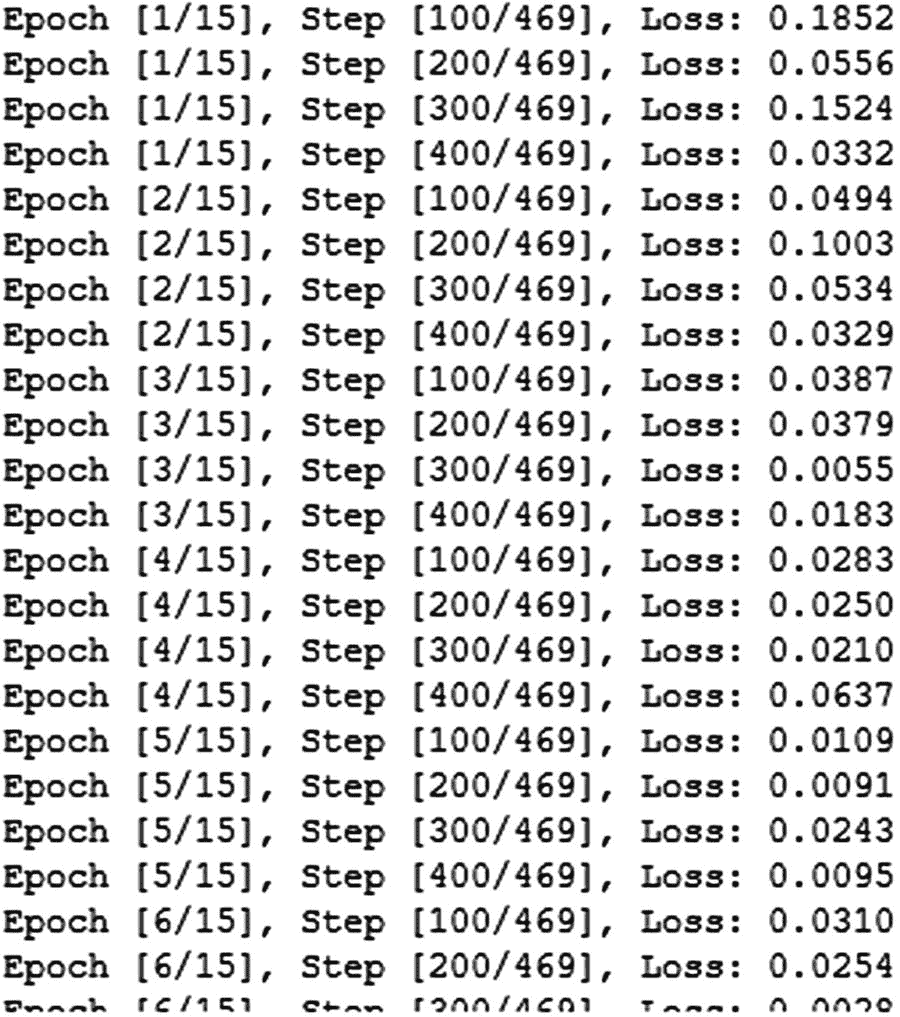 Epoch [1/15], Step [100/469], Loss: 0.1852
Epoch [1/15], Step [200/469], Loss: 0.0556
Epoch [1/15], Step [300/469], Loss: 0.1524
Epoch [1/15], Step [400/469], Loss: 0.0332
Epoch [2/15], Step [100/469], Loss: 0.0494
Epoch [2/15], Step [200/469], Loss: 0.1003
Epoch [2/15], Step [300/469], Loss: 0.0534
Epoch [2/15], Step [400/469], Loss: 0.0329
Epoch [3/15], Step [100/469], Loss: 0.0387
Epoch [3/15], Step [200/469], Loss: 0.0379
Epoch [3/15], Step [300/469], Loss: 0.0055
Epoch [3/15], Step [400/469], Loss: 0.0183
Epoch [4/15], Step [100/469], Loss: 0.0283
Epoch [4/15], Step [200/469], Loss: 0.0250
Epoch [4/15], Step [300/469], Loss: 0.0210
Epoch [4/15], Step [400/469], Loss: 0.0637
Epoch [5/15], Step [100/469], Loss: 0.0109
Epoch [5/15], Step [200/469], Loss: 0.0091
Epoch [5/15], Step [300/469], Loss: 0.0243
Epoch [5/15], Step [400/469], Loss: 0.0095
Epoch [6/15], Step [100/469], Loss: 0.0310
Epoch [6/15], Step [200/469], Loss: 0.0254
Epoch [6/15], Step [300/469], Loss: